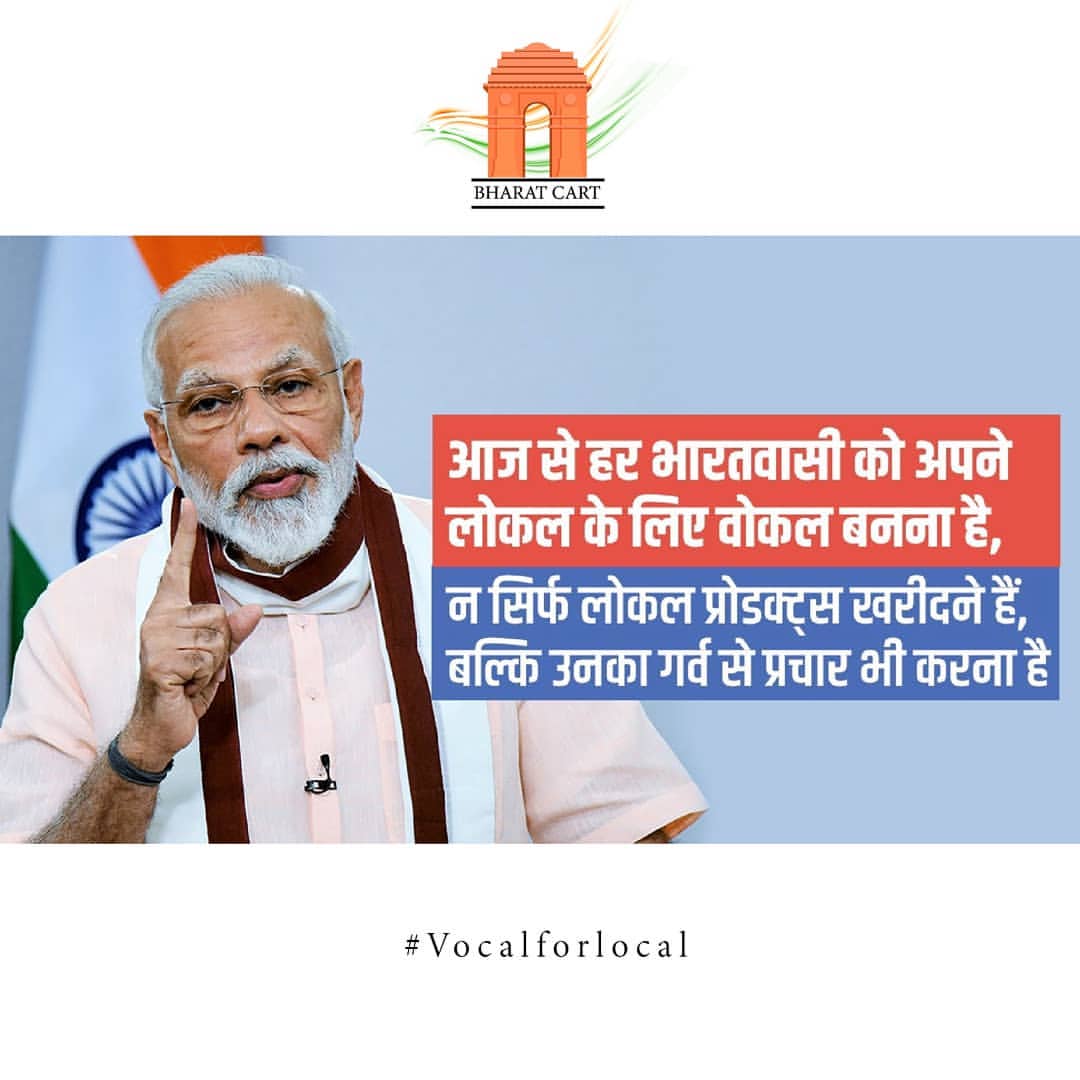 BHARAT CART
आज से हर भारतवासी को अपने
लोकल के लिए वोकल बनना है,
न सिर्फ लोकल प्रोडक्ट्स खरीदने हैं,
बल्कि उनका गर्व से प्रचार भी करना है
#Vocalforlocal